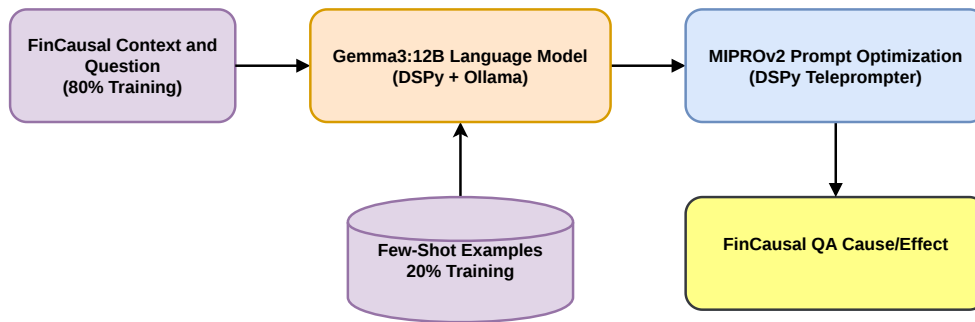 FinCausal Context and
Question
(80% Training)
Gemma3:12B Language Model
(DSPy + Ollama)
MIPROv2 Prompt Optimization
(DSPy Teleprompter)
Few-Shot Examples
20% Training
FinCausal QA Cause/Effect